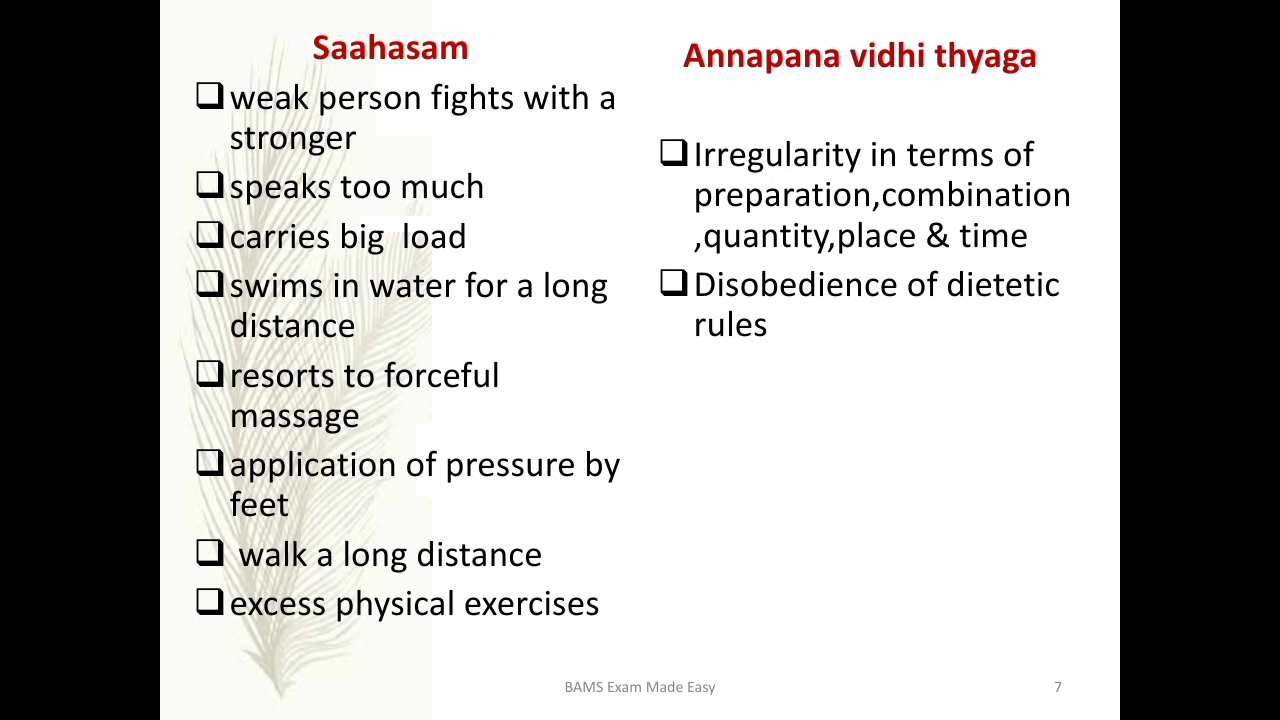 Saahasam
weak person fights with a
stronger
speaks too much
carries big  load
swims in water for a long
distance
resorts to forceful
massage
application of pressure by
feet
walk a long distance
excess physical exercises
Annapana vidhi thyaga
Irregularity in terms of
preparation,combination
,quantity,place & time
Disobedience of dietetic
rules
BAMS Exam Made Easy
7